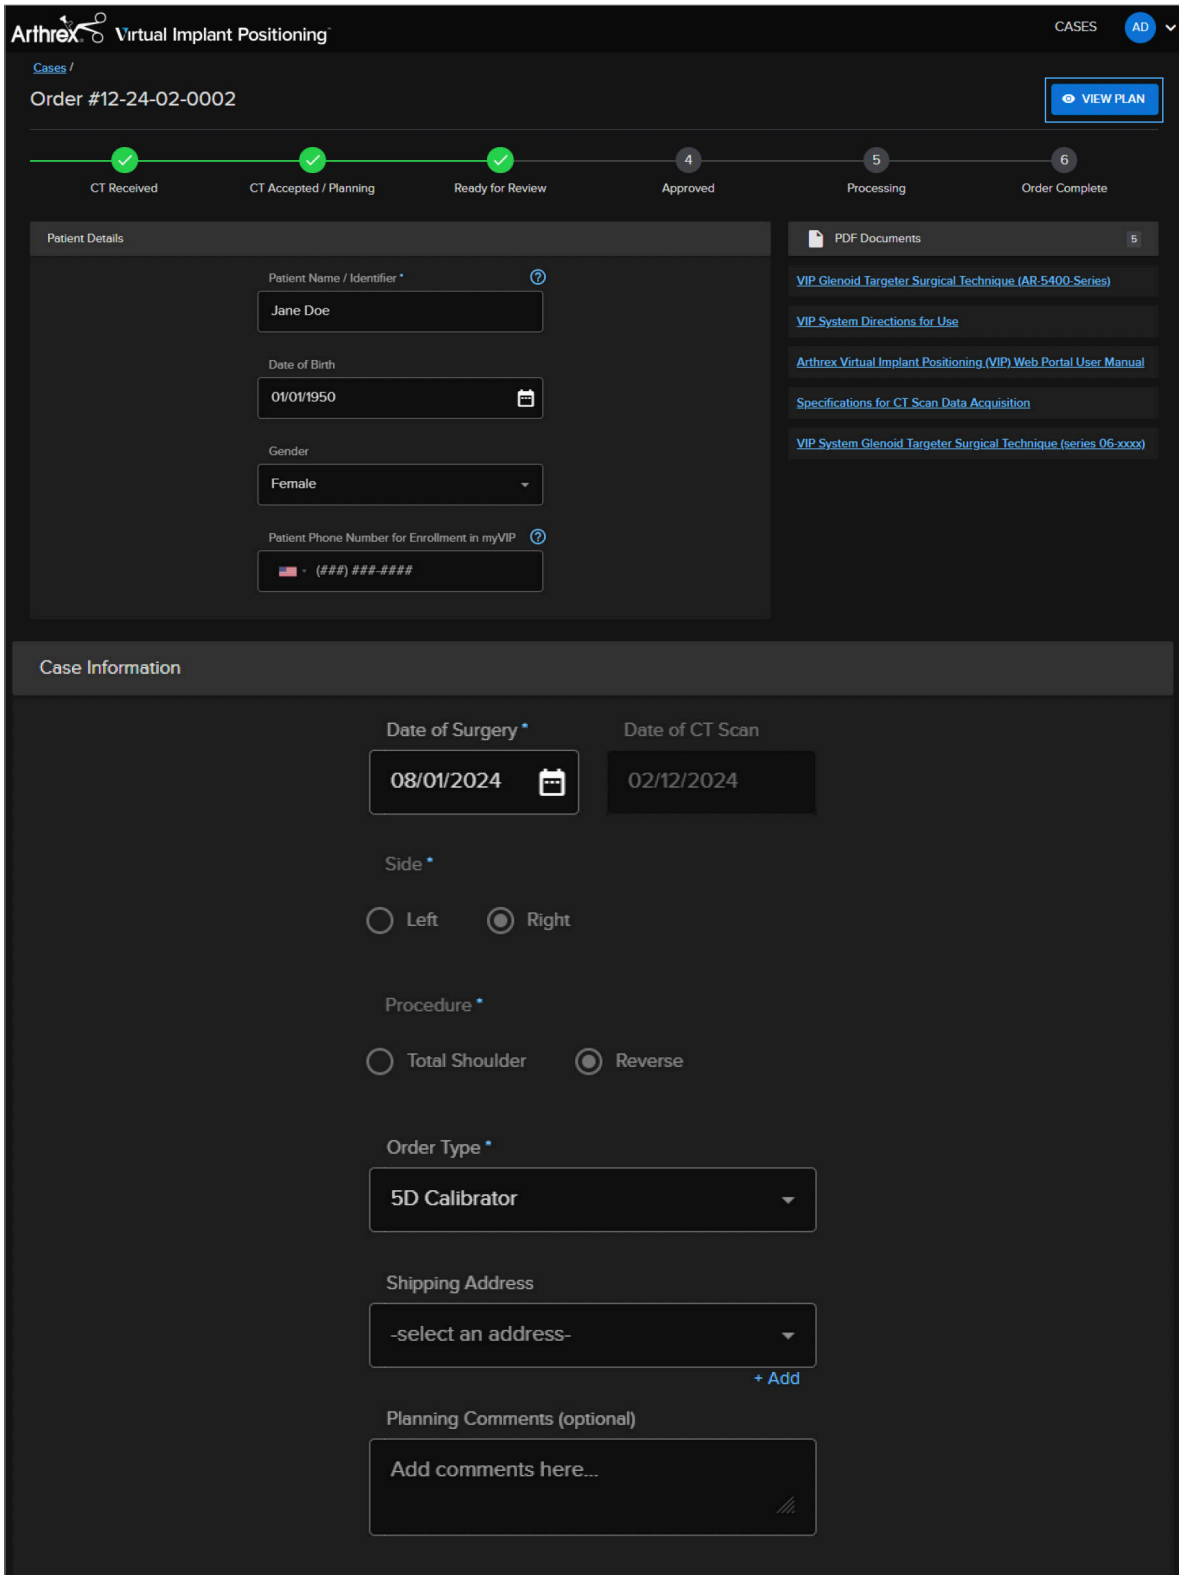 Arthrex Virtual Implant Positioning™
CASES
AD
Cases /
Order #12-24-02-0002
VIEW PLAN
4
5
6
CT Received
CT Accepted / Planning
Ready for Review
Approved
Processing
Order Complete
Patient Details
Patient Name / Identifier *
?
Jane Doe
Date of Birth
01/01/1950
Gender
Female
Patient Phone Number for Enrollment in myVIP
?
(###) ###-####
PDF Documents
5
VIP Glenoid Targeter Surgical Technique (AR-5400-Series)
VIP System Directions for Use
Arthrex Virtual Implant Positioning (VIP) Web Portal User Manual
Specifications for CT Scan Data Acquisition
VIP System Glenoid Targeter Surgical Technique (series 06-xxxx)
Case Information
Date of Surgery *
Date of CT Scan
08/01/2024
02/12/2024
Side *
Left
Right
Procedure *
Total Shoulder
Reverse
Order Type *
5D Calibrator
Shipping Address
-select an address-
+ Add
Planning Comments (optional)
Add comments here...